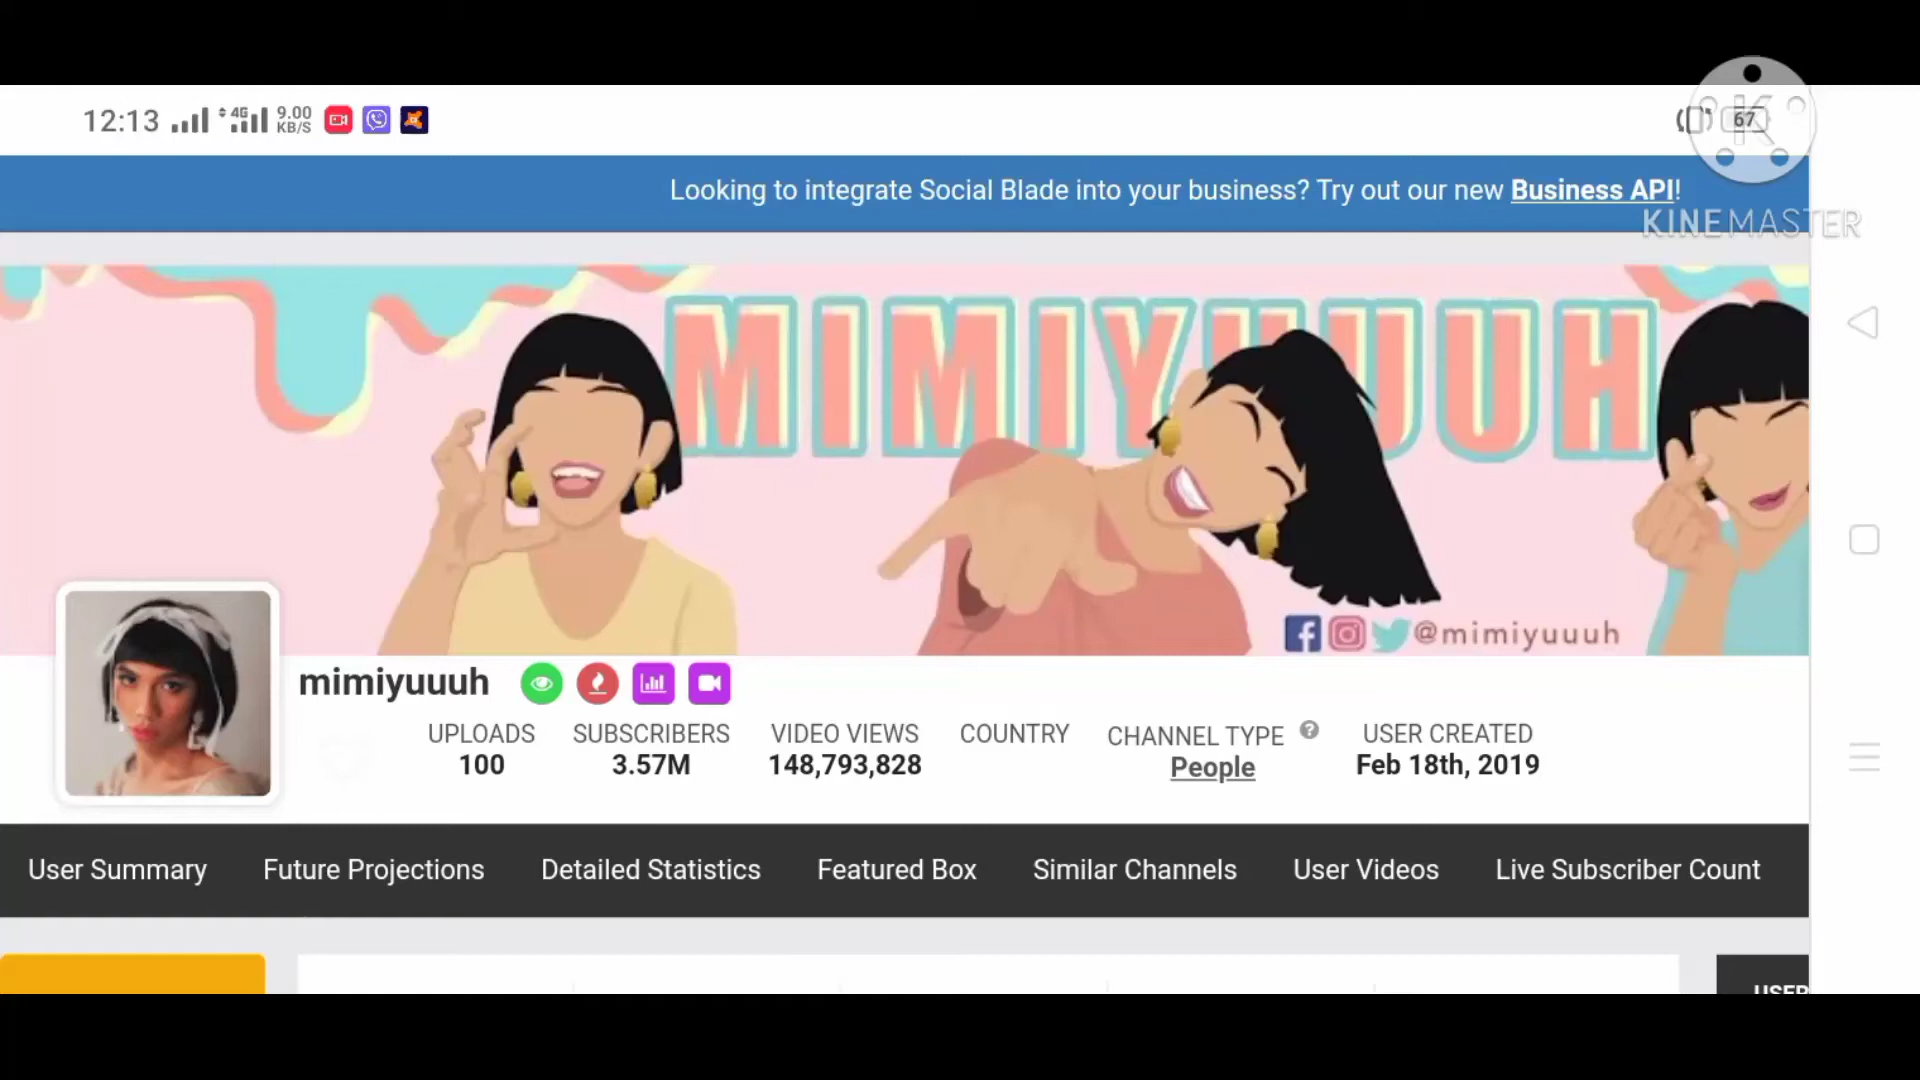 12:13 4G 9.00 KB/S 67
KINEMASTER
Looking to integrate Social Blade into your business? Try out our new Business API!
MIMIYUUUH
@mimiyuuuh
mimiyuuuh
UPLOADS
100
SUBSCRIBERS
3.57M
VIDEO VIEWS
148,793,828
COUNTRY
CHANNEL TYPE ?
People
USER CREATED
Feb 18th, 2019
User Summary Future Projections Detailed Statistics Featured Box Similar Channels User Videos Live Subscriber Count
USER